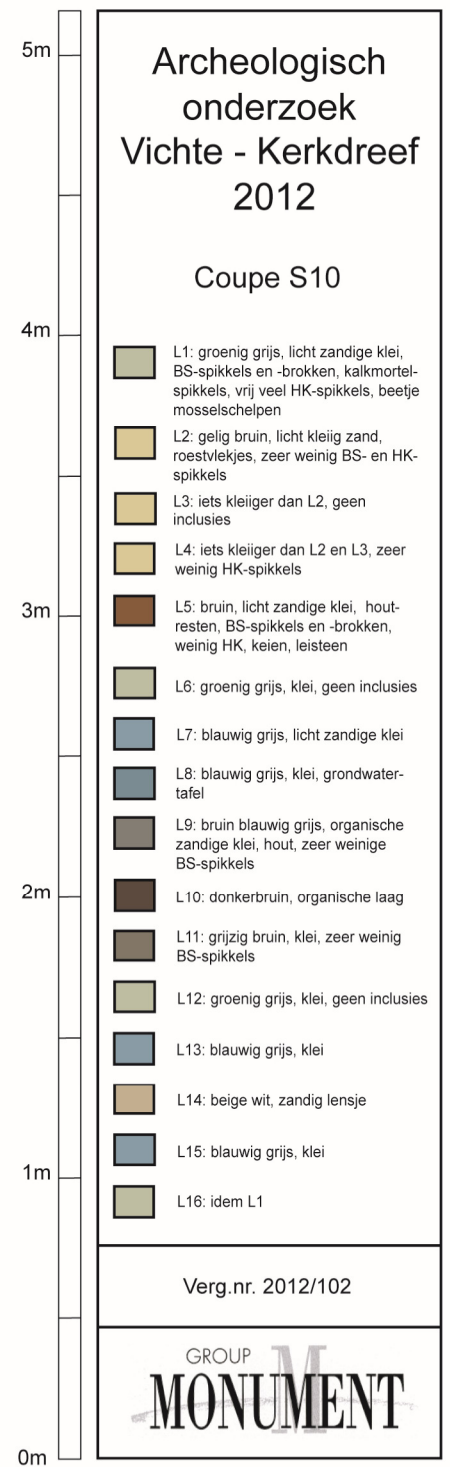 Archeologisch
onderzoek
Vichte - Kerkdreef
2012
Coupe S10
L1: groenig grijs, licht zandige klei,
BS-spikkels en -brokken, kalkmortel-
spikkels, vrij veel HK-spikkels, beetje
mosselschelpen
L2: gelig bruin, licht kleiig zand,
roestvlekjes, zeer weinig BS- en HK-
spikkels
L3: iets kleiiger dan L2, geen
inclusies
L4: iets kleiiger dan L2 en L3, zeer
weinig HK-spikkels
L5: bruin, licht zandige klei, hout-
resten, BS-spikkels en -brokken,
weinig HK, keien, leisteen
L6: groenig grijs, klei, geen inclusies
L7: blauwig grijs, licht zandige klei
L8: blauwig grijs, klei, grondwater-
tafel
L9: bruin blauwig grijs, organische
zandige klei, hout, zeer weinige
BS-spikkels
L10: donkerbruin, organische laag
L11: grijzig bruin, klei, zeer weinig
BS-spikkels
L12: groenig grijs, klei, geen inclusies
L13: blauwig grijs, klei
L14: beige wit, zandig lensje
L15: blauwig grijs, klei
L16: idem L1
Verg.nr. 2012/102
GROUP
M
MONUMENT
5m
4m
3m
2m
1m
0m